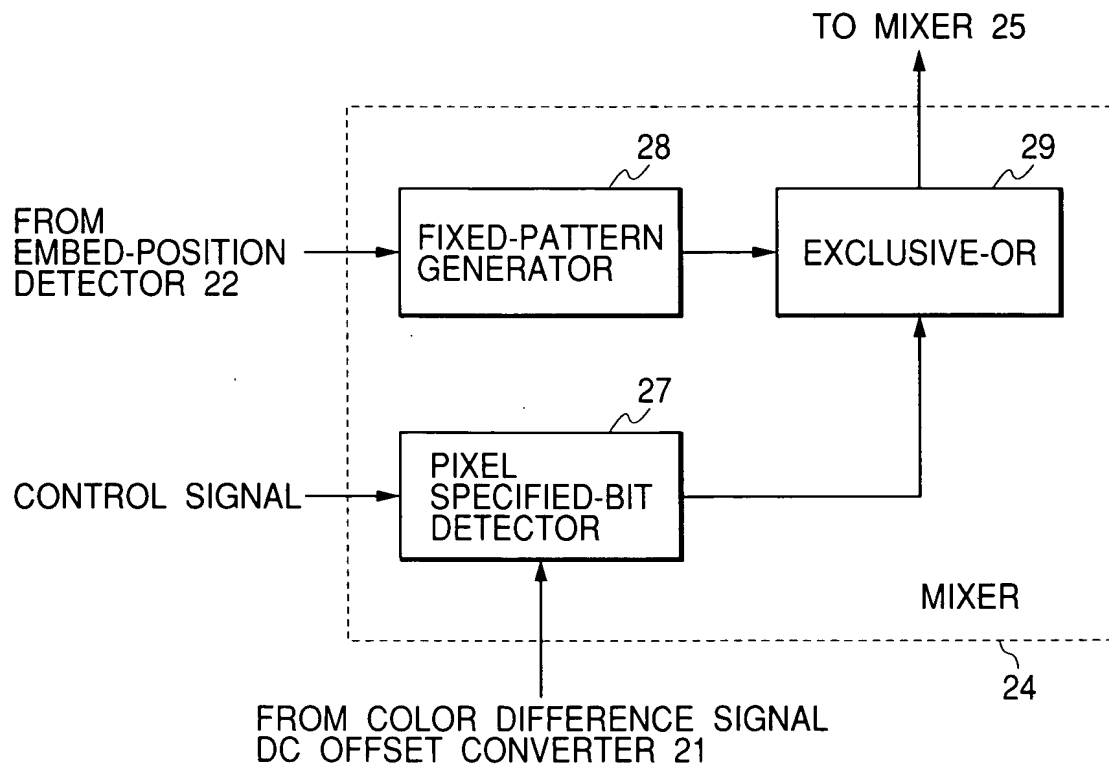 TO MIXER 25
28
29
FROM
EMBED-POSITION
DETECTOR 22
FIXED-PATTERN
GENERATOR
EXCLUSIVE-OR
27
CONTROL SIGNAL
PIXEL
SPECIFIED-BIT
DETECTOR
MIXER
24
FROM COLOR DIFFERENCE SIGNAL
DC OFFSET CONVERTER 21